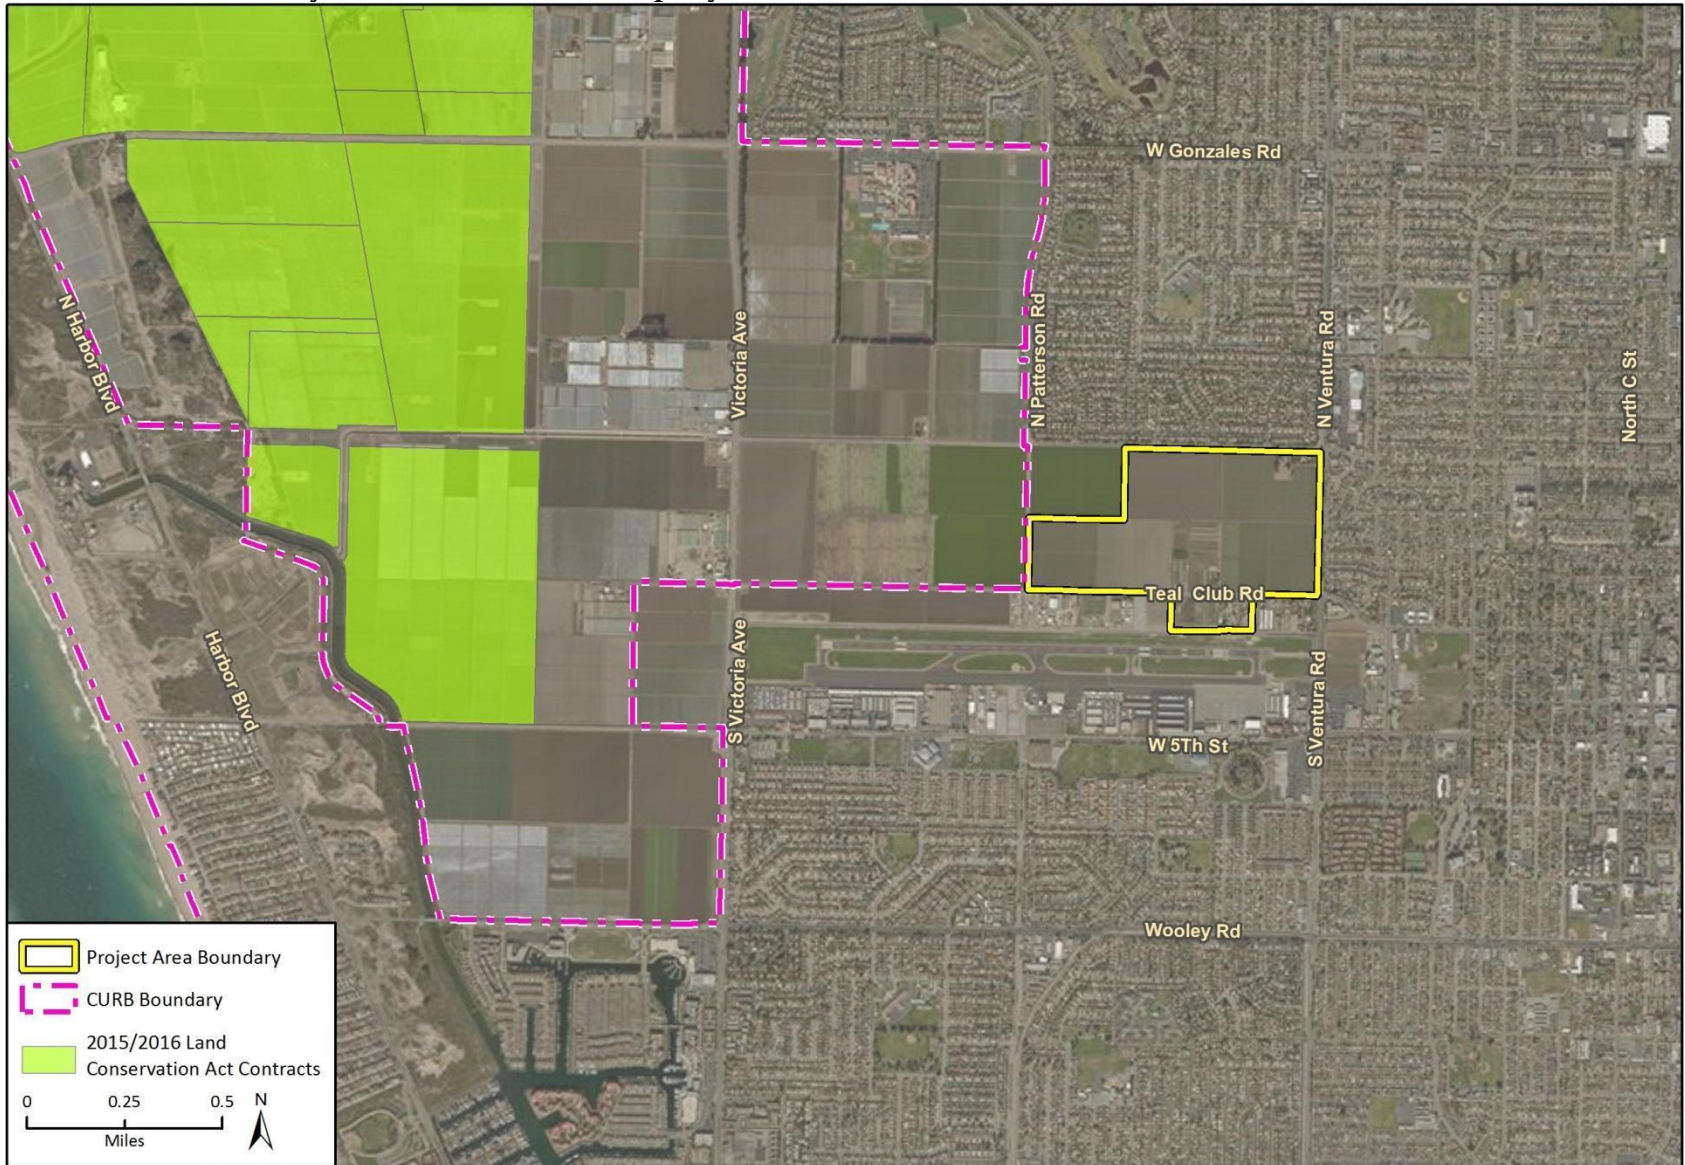 W Gonzales Rd
N Harbor Blvd
Victoria Ave
N Patterson Rd
N Ventura Rd
North C St
Teal Club Rd
Harbor Blvd
S Victoria Ave
S Ventura Rd
W 5Th St
Wooley Rd
Project Area Boundary
CURB Boundary
2015/2016 Land
Conservation Act Contracts
0 0.25 0.5 N
Miles